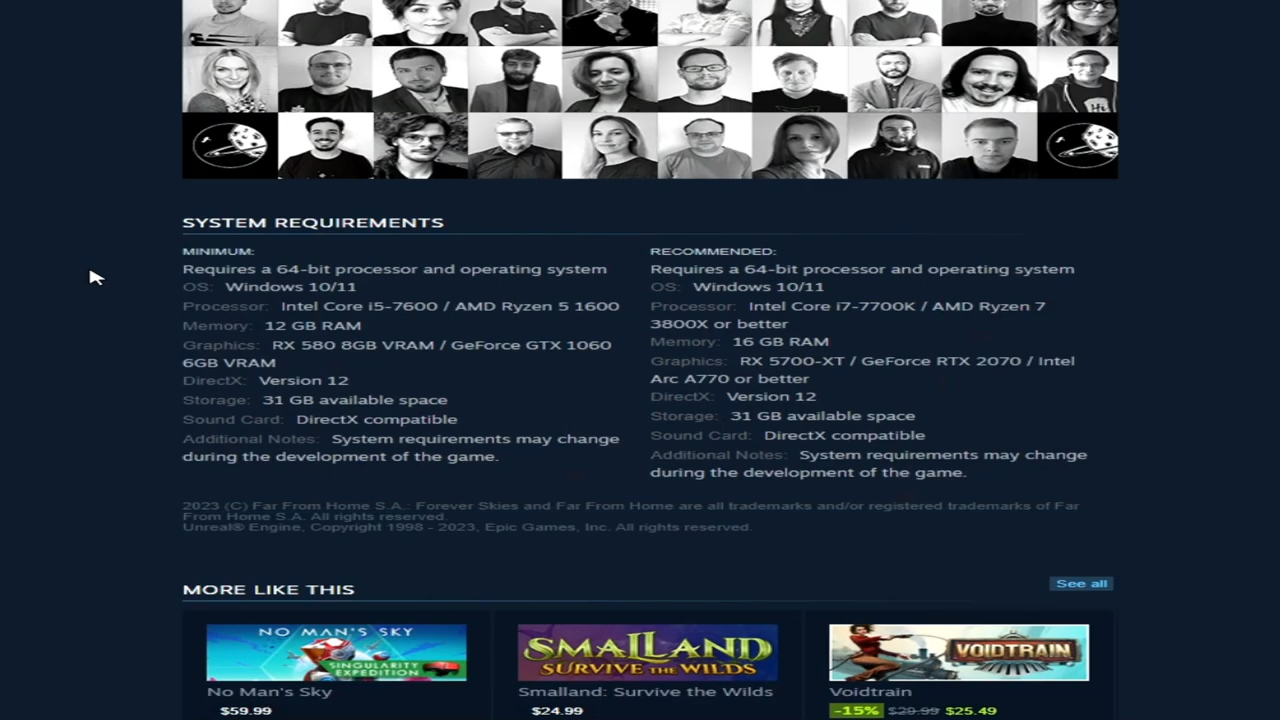 SYSTEM REQUIREMENTS
MINIMUM:
Requires a 64-bit processor and operating system
OS: Windows 10/11
Processor: Intel Core i5-7600 / AMD Ryzen 5 1600
Memory: 12 GB RAM
Graphics: RX 580 8GB VRAM / GeForce GTX 1060
6GB VRAM
DirectX: Version 12
Storage: 31 GB available space
Sound Card: DirectX compatible
Additional Notes: System requirements may change
during the development of the game.
RECOMMENDED:
Requires a 64-bit processor and operating system
OS: Windows 10/11
Processor: Intel Core i7-7700K / AMD Ryzen 7
3800X or better
Memory: 16 GB RAM
Graphics: RX 5700-XT / GeForce RTX 2070 / Intel
Arc A770 or better
DirectX: Version 12
Storage: 31 GB available space
Sound Card: DirectX compatible
Additional Notes: System requirements may change
during the development of the game.
2023 (C) Far From Home S.A.: Forever Skies and Far From Home are all trademarks and/or registered trademarks of Far
From Home S.A. All rights reserved.
Unreal® Engine, Copyright 1998 - 2023, Epic Games, Inc. All rights reserved.
MORE LIKE THIS
See all
NO MAN'S SKY
SINGULARITY
EXPEDITION
No Man's Sky
$59.99
SMALLAND
SURVIVE THE WILDS
Smalland: Survive the Wilds
$24.99
VOIDTRAIN
Voidtrain
-15% $29.99 $25.49